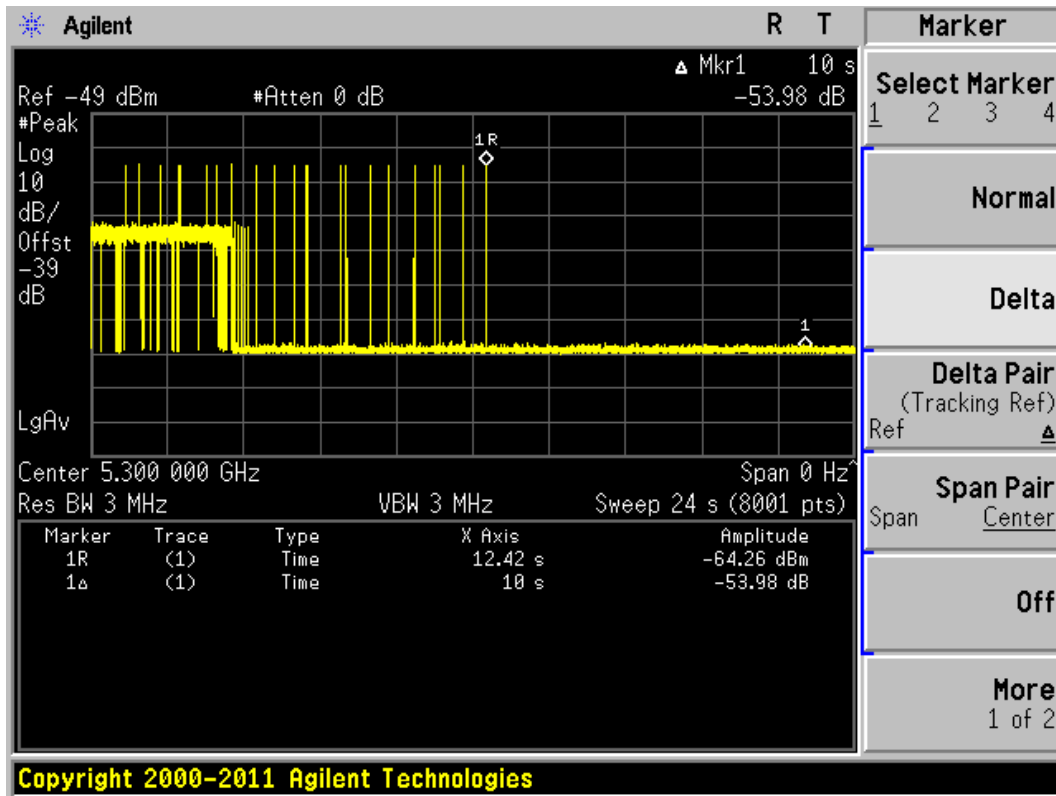 Agilent R T Marker
Δ Mkr1 10 s
Ref -49 dBm #Atten 0 dB -53.98 dB
#Peak
Log
10
dB/
Offst
-39
dB
LgAv
1R
1
Center 5.300 000 GHz Span 0 Hz^
Res BW 3 MHz VBW 3 MHz Sweep 24 s (8001 pts)
Marker Trace Type X Axis Amplitude
1R (1) Time 12.42 s -64.26 dBm
1Δ (1) Time 10 s -53.98 dB
Select Marker
1 2 3 4
Normal
Delta
Delta Pair
(Tracking Ref)
Ref Δ
Span Pair
Span Center
Off
More
1 of 2
Copyright 2000-2011 Agilent Technologies